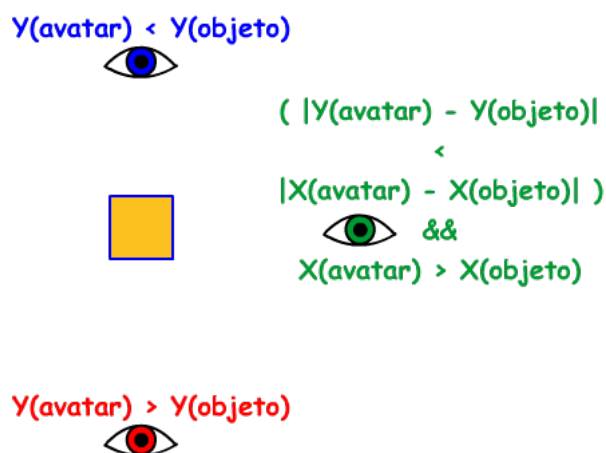 Y(avatar) < Y(objeto)
( |Y(avatar) - Y(objeto)|
<
|X(avatar) - X(objeto)| )
&&
X(avatar) > X(objeto)
Y(avatar) > Y(objeto)